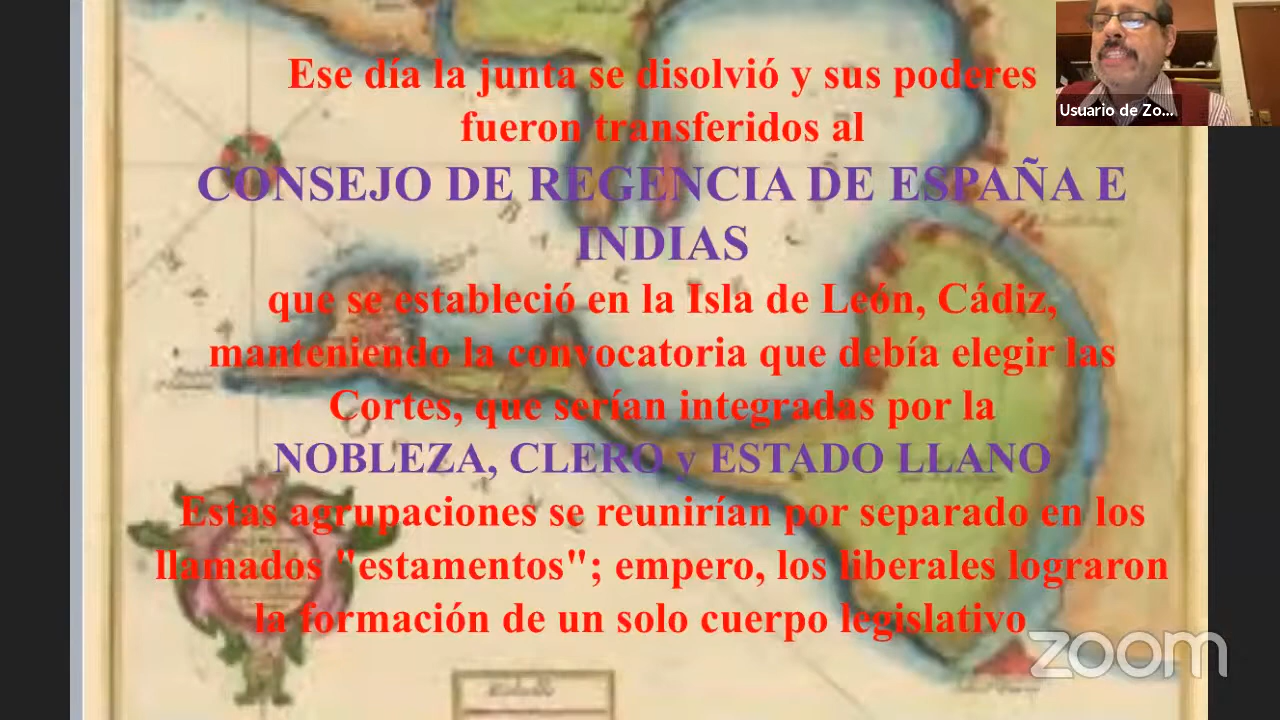 Ese día la junta se disolvió y sus poderes
fueron transferidos al
CONSEJO DE REGENCIA DE ESPAÑA E
INDIAS
que se estableció en la Isla de León, Cádiz,
manteniendo la convocatoria que debía elegir las
Cortes, que serían integradas por la
NOBLEZA, CLERO y ESTADO LLANO
Estas agrupaciones se reunirían por separado en los
llamados "estamentos"; empero, los liberales lograron
la formación de un solo cuerpo legislativo
Usuario de Zo...
zoom